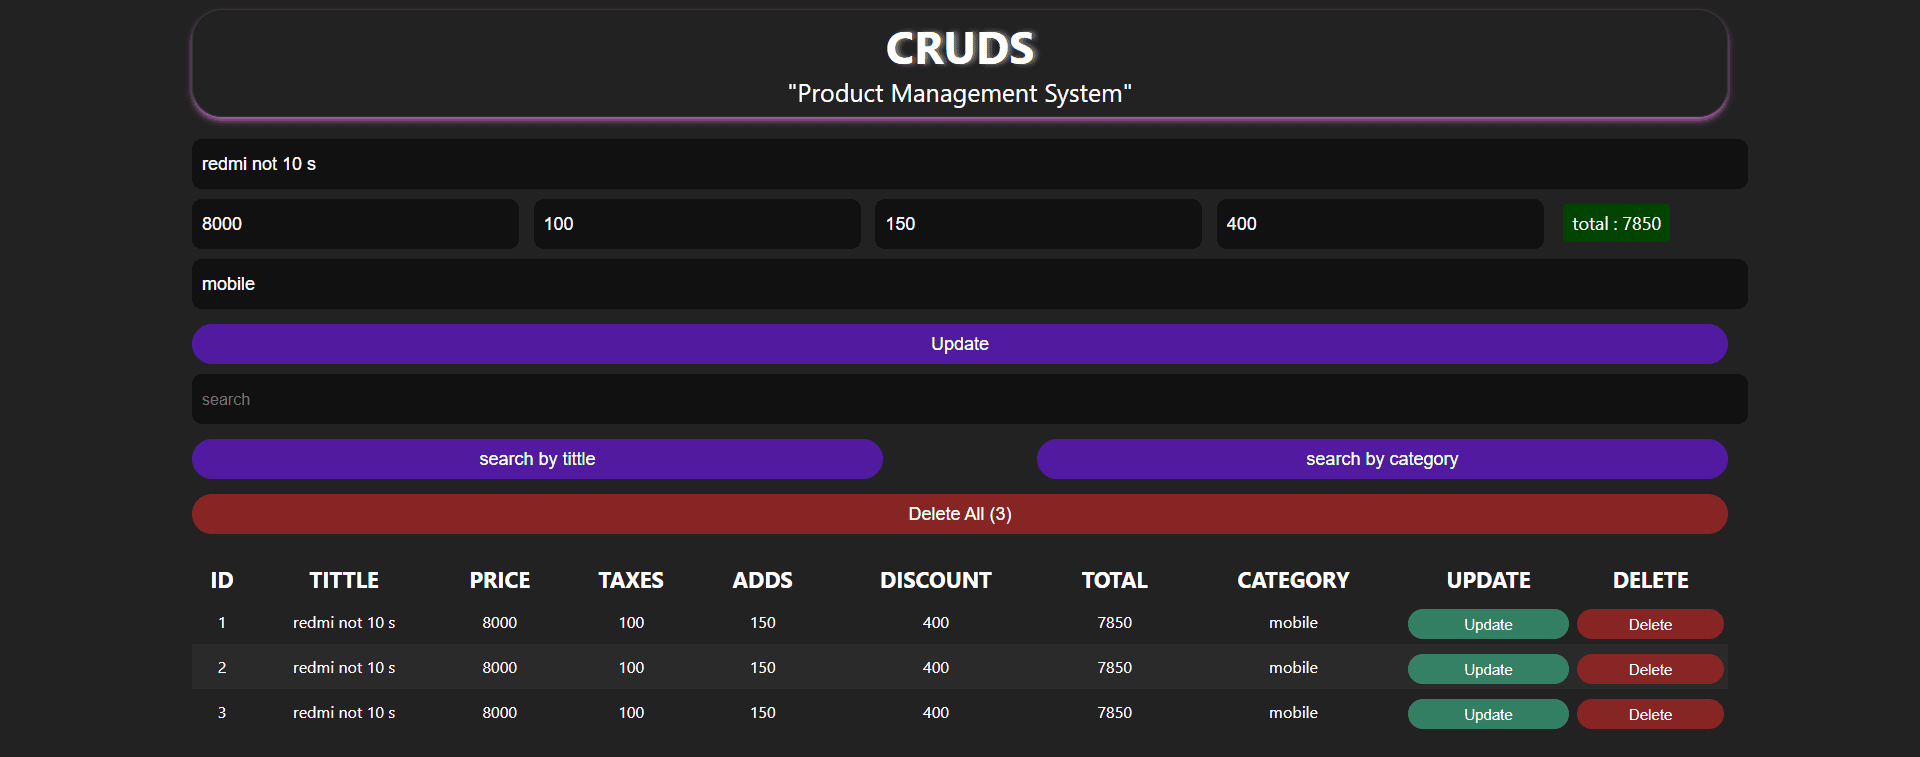 CRUDS
"Product Management System"
redmi not 10 s
8000 100 150 400 total : 7850
mobile
Update
search
search by tittle search by category
Delete All (3)
ID TITTLE PRICE TAXES ADDS DISCOUNT TOTAL CATEGORY UPDATE DELETE
1 redmi not 10 s 8000 100 150 400 7850 mobile Update Delete
2 redmi not 10 s 8000 100 150 400 7850 mobile Update Delete
3 redmi not 10 s 8000 100 150 400 7850 mobile Update Delete